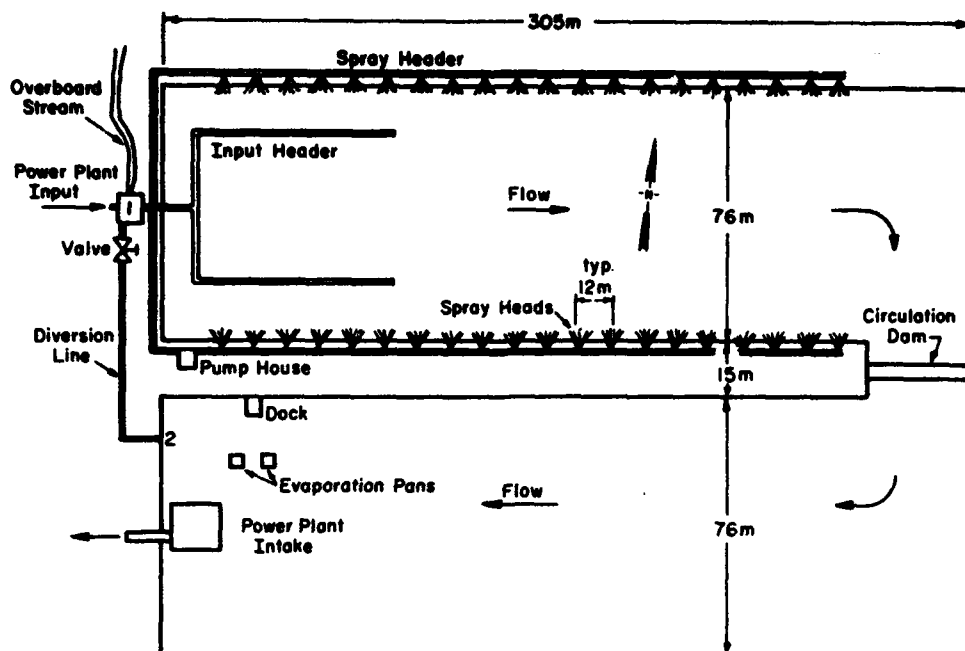 305m
Spray Header
Overboard
Stream
Input Header
Power Plant
Input
1
Flow
-N-
76m
Valve
typ.
12m
Spray Heads
Circulation
Dam
Diversion
Line
Pump House
15m
Dock
2
Evaporation Pans
Flow
Power Plant
Intake
76m